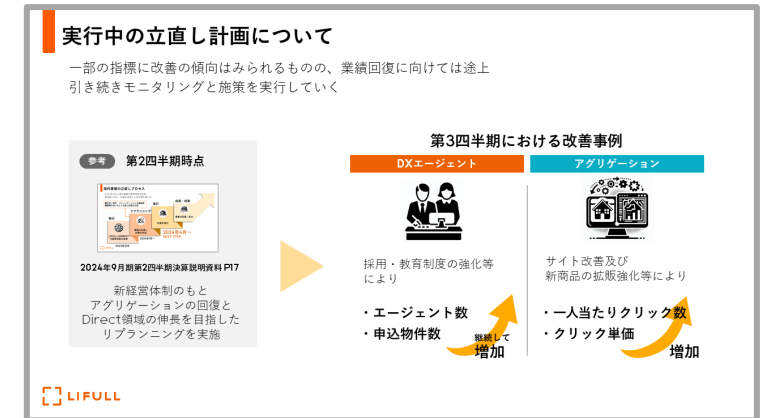 実行中の立直し計画について
一部の指標に改善の傾向はみられるものの、業績回復に向けては途上
引き続きモニタリングと施策を実行していく
参考 第2四半期時点
2024年9月期第2四半期決算説明資料 P17
新経営体制のもと
アグリゲーションの回復と
Direct領域の伸長を目指した
リプランニングを実施
第3四半期における改善事例
DXエージェント
採用・教育制度の強化等
により
・エージェント数
・申込物件数
継続して
増加
アグリゲーション
サイト改善及び
新商品の拡販強化等により
・一人当たりクリック数
・クリック単価
増加
LIFULL